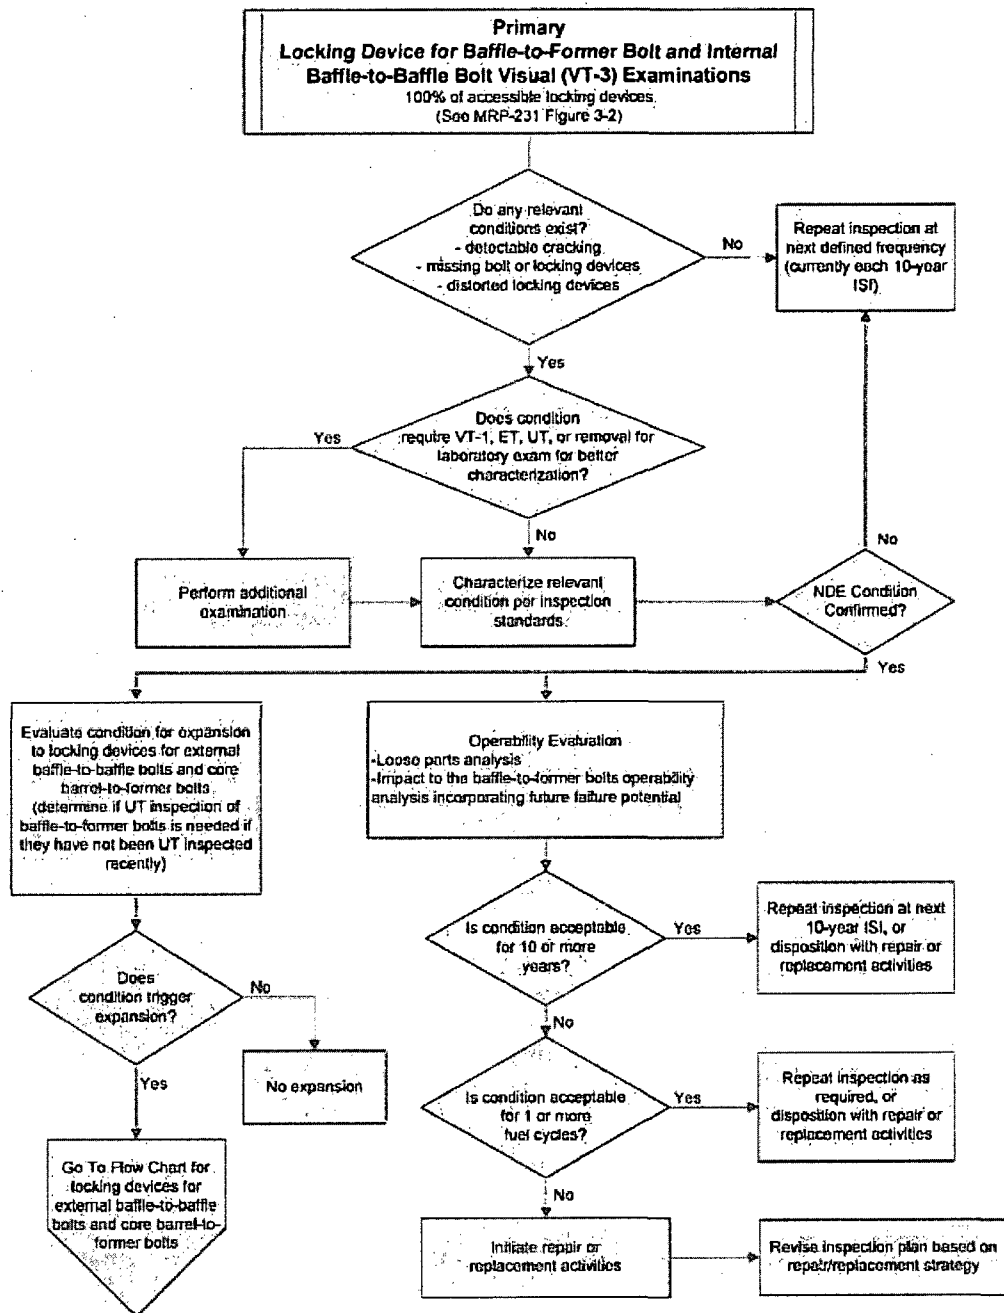 Primary
Locking Device for Baffle-to-Former Bolt and Internal
Baffle-to-Baffle Bolt Visual (VT-3) Examinations
100% of accessible locking devices.
(See MRP-231 Figure 3-2)
Do any relevant
conditions exist?
- detectable cracking
- missing bolt or locking devices
- distorted locking devices
No
Repeat inspection at
next defined frequency
(currently each 10-year
ISI)
Yes
Does condition
require VT-1, ET, UT, or removal for
laboratory exam for better
characterization?
Yes
No
Perform additional
examination
Characterize relevant
condition per inspection
standards
NDE Condition
Confirmed?
No
Yes
Evaluate condition for expansion
to locking devices for external
baffle-to-baffle bolts and core
barrel-to-former bolts
(determine if UT inspection of
baffle-to-former bolts is needed if
they have not been UT inspected
recently)
Operability Evaluation
-Loose parts analysis
-Impact to the baffle-to-former bolts operability
analysis incorporating future failure potential
Is condition acceptable
for 10 or more
years?
Yes
Repeat inspection at next
10-year ISI, or
disposition with repair or
replacement activities
Does
condition trigger
expansion?
No
No expansion
Yes
No
Is condition acceptable
for 1 or more
fuel cycles?
Yes
Repeat inspection as
required, or
disposition with repair or
replacement activities
Go To Flow Chart for
locking devices for
external baffle-to-baffle
bolts and core barrel-to-
former bolts
No
Initiate repair or
replacement activities
Revise inspection plan based on
repair/replacement strategy